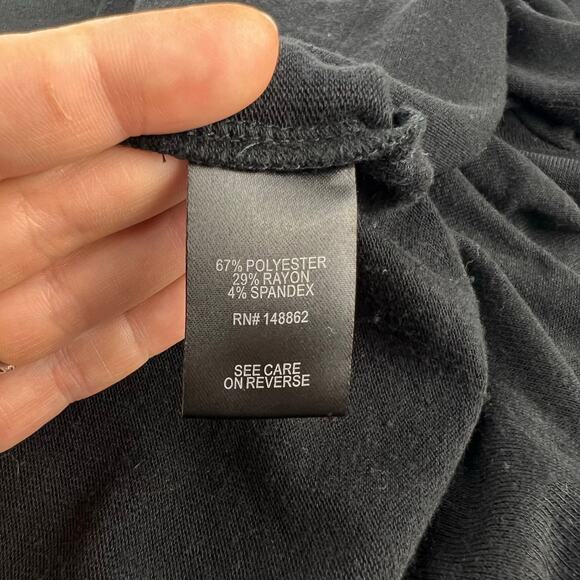 67% POLYESTER
29% RAYON
4% SPANDEX
RN# 148862
SEE CARE
ON REVERSE